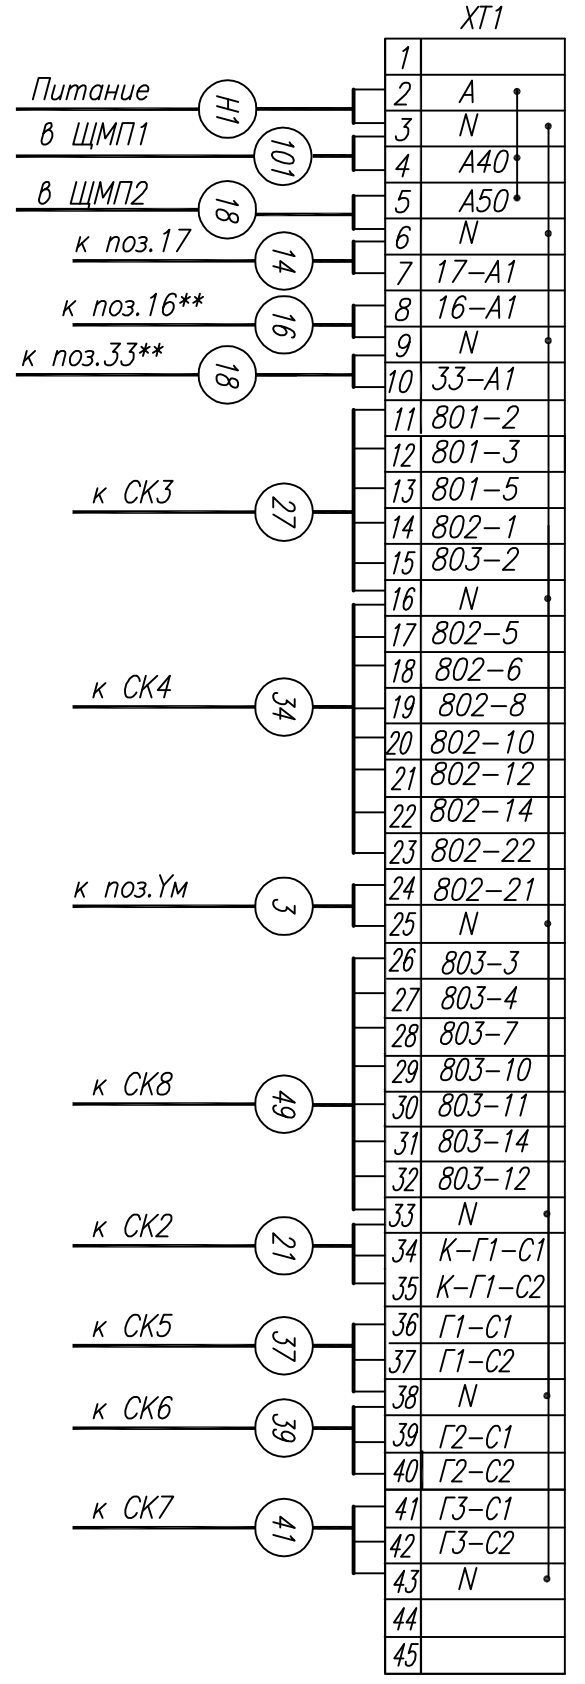 ХТ1
1
Питание
Н1
2 А
3 N
в ЩМП1
101
4 А40
в ЩМП2
18
5 А50
6 N
к поз.17
14
7 17-А1
к поз.16**
16
8 16-А1
9 N
к поз.33**
18
10 33-А1
11 801-2
12 801-3
к СК3
27
13 801-5
14 802-1
15 803-2
16 N
17 802-5
18 802-6
к СК4
34
19 802-8
20 802-10
21 802-12
22 802-14
23 802-22
к поз.Yм
3
24 802-21
25 N
26 803-3
27 803-4
28 803-7
29 803-10
к СК8
49
30 803-11
31 803-14
32 803-12
33 N
к СК2
21
34 К-Г1-С1
35 К-Г1-С2
к СК5
37
36 Г1-С1
37 Г1-С2
38 N
к СК6
39
39 Г2-С1
40 Г2-С2
к СК7
41
41 Г3-С1
42 Г3-С2
43 N
44
45